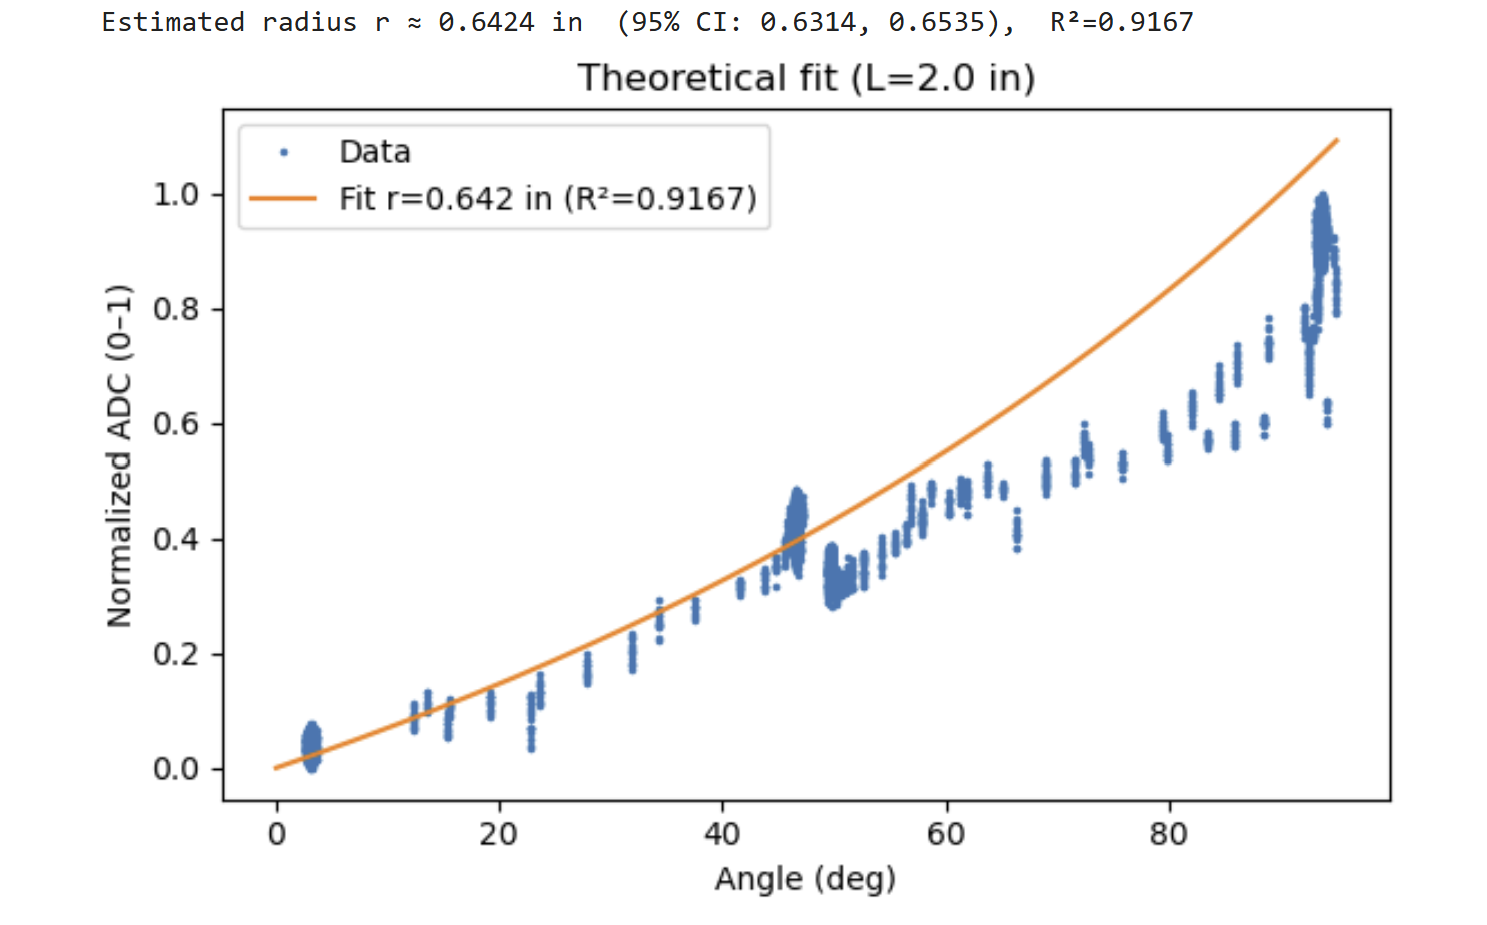 Estimated radius r ≈ 0.6424 in  (95% CI: 0.6314, 0.6535),  R²=0.9167
Theoretical fit (L=2.0 in)
Data
Fit r=0.642 in (R²=0.9167)
Normalized ADC (0–1)
1.0
0.8
0.6
0.4
0.2
0.0
0 20 40 60 80
Angle (deg)